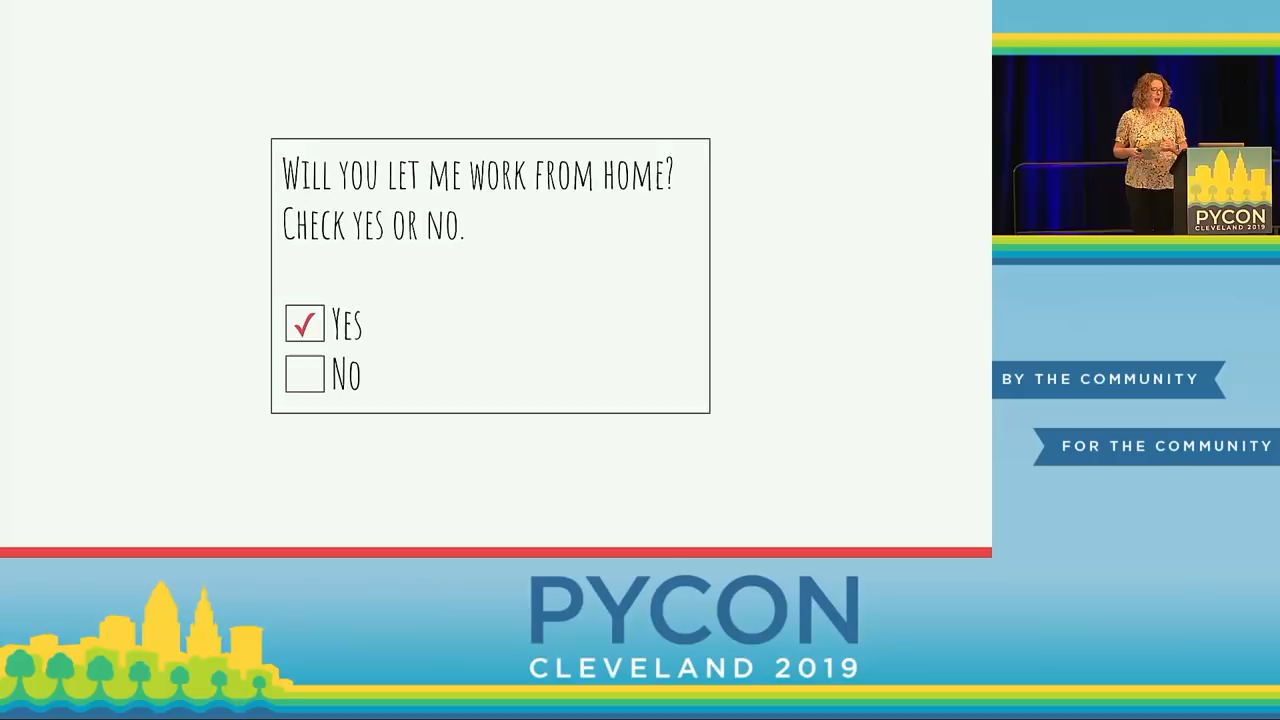 Will you let me work from home?
Check yes or no.
✓ Yes
No
PYCON
CLEVELAND 2019
BY THE COMMUNITY
FOR THE COMMUNITY
PYCON
CLEVELAND 2019